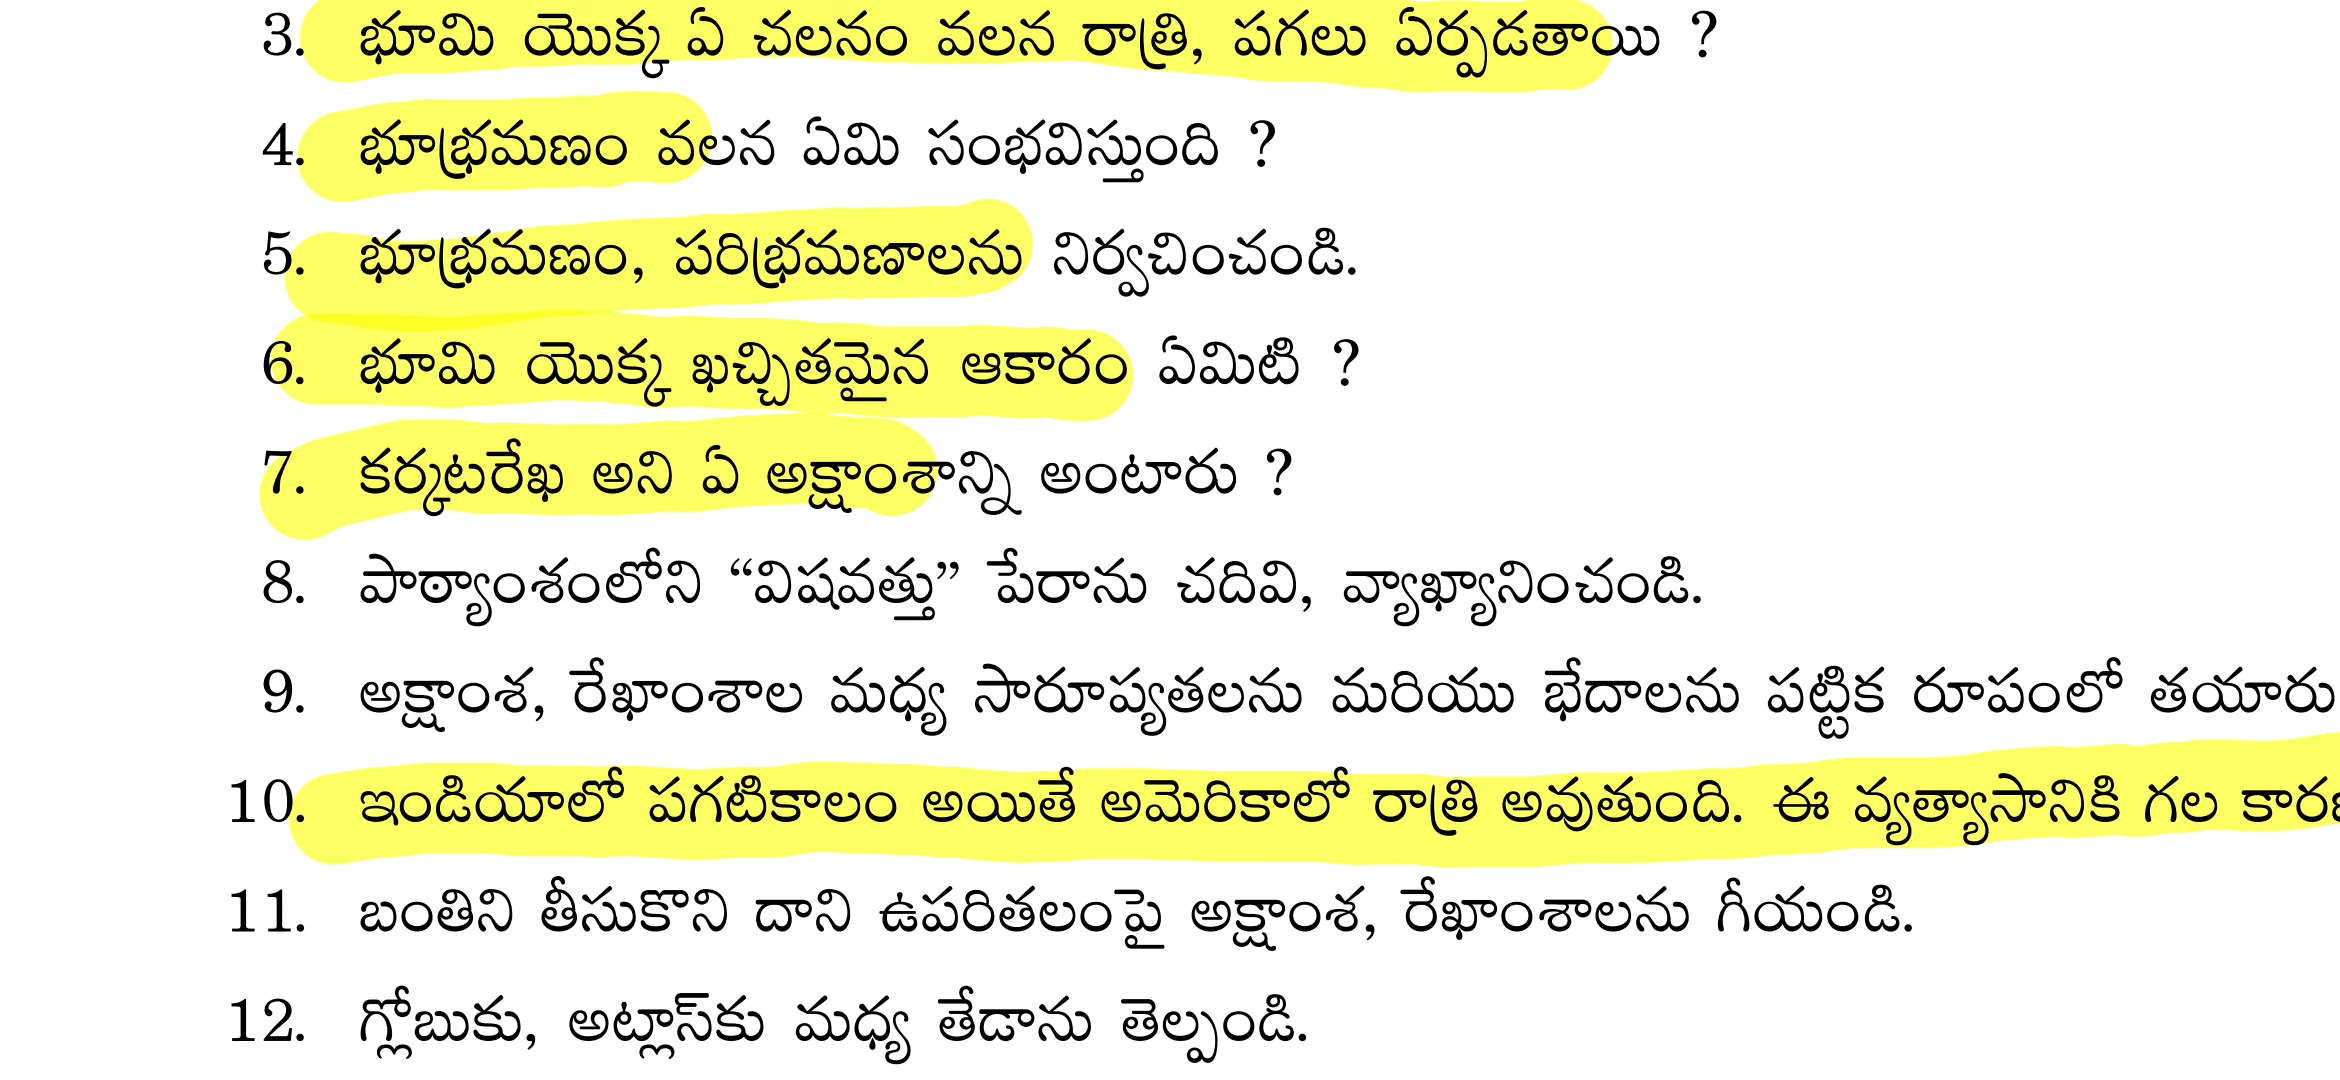 3. భూమి యొక్క ఏ చలనం వలన రాత్రి, పగలు ఏర్పడతాయి ?
4. భూభ్రమణం వలన ఏమి సంభవిస్తుంది ?
5. భూభ్రమణం, పరిభ్రమణాలను నిర్వచించండి.
6. భూమి యొక్క ఖచ్చితమైన ఆకారం ఏమిటి ?
7. కర్కటరేఖ అని ఏ అక్షాంశాన్ని అంటారు ?
8. పాఠ్యాంశంలోని “విషవత్తు” పేరాను చదివి, వ్యాఖ్యానించండి.
9. అక్షాంశ, రేఖాంశాల మధ్య సారూప్యతలను మరియు భేదాలను పట్టిక రూపంలో తయారు
10. ఇండియాలో పగటికాలం అయితే అమెరికాలో రాత్రి అవుతుంది. ఈ వ్యత్యాసానికి గల
11. బంతిని తీసుకొని దాని ఉపరితలంపై అక్షాంశ, రేఖాంశాలను గీయండి.
12. గ్లోబుకు, అట్లాస్‌కు మధ్య తేడాను తెల్పండి.